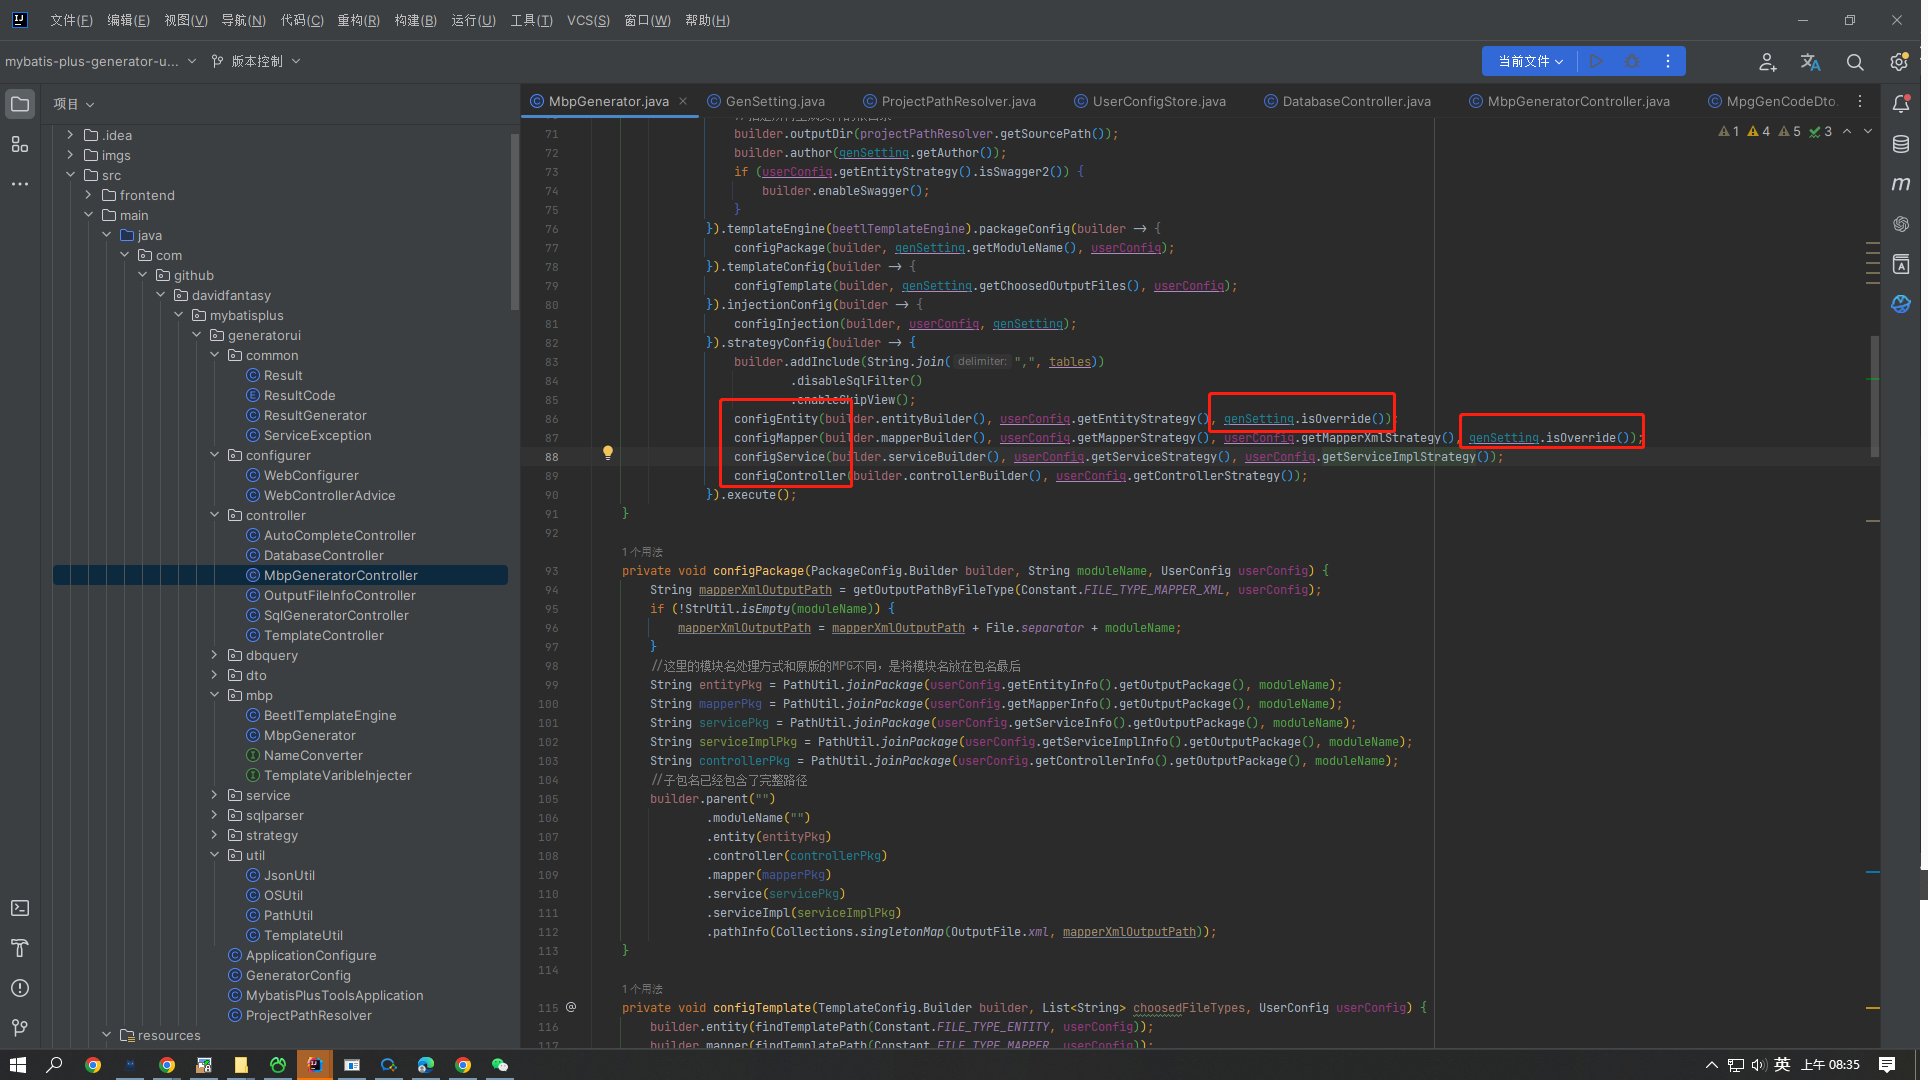 文件(F) 编辑(E) 视图(V) 导航(N) 代码(C) 重构(R) 构建(B) 运行(U) 工具(T) VCS(S) 窗口(W) 帮助(H)
mybatis-plus-generator-u... 版本控制 当前文件
项目
.idea
imgs
src
frontend
main
java
com
github
davidfantasy
mybatisplus
generatorui
common
Result
ResultCode
ResultGenerator
ServiceException
configurer
WebConfigurer
WebControllerAdvice
controller
AutoCompleteController
DatabaseController
MbpGeneratorController
OutputFileInfoController
SqlGeneratorController
TemplateController
dbquery
dto
mbp
BeetlTemplateEngine
MbpGenerator
NameConverter
TemplateVaribleInjecter
service
sqlparser
strategy
util
JsonUtil
OSUtil
PathUtil
TemplateUtil
ApplicationConfigure
GeneratorConfig
MybatisPlusToolsApplication
ProjectPathResolver
resources
MbpGenerator.java GenSetting.java ProjectPathResolver.java UserConfigStore.java DatabaseController.java MbpGeneratorController.java MpgGenCodeDto.
1 4 5 3
71 builder.outputDir(projectPathResolver.getSourcePath());
72 builder.author(genSetting.getAuthor());
73 if (userConfig.getEntityStrategy().isSwagger2()) {
74 builder.enableSwagger();
75 }
76 }).templateEngine(beetlTemplateEngine).packageConfig(builder -> {
77 configPackage(builder, genSetting.getModuleName(), userConfig);
78 }).templateConfig(builder -> {
79 configTemplate(builder, genSetting.getChoosedOutputFiles(), userConfig);
80 }).injectionConfig(builder -> {
81 configInjection(builder, userConfig, genSetting);
82 }).strategyConfig(builder -> {
83 builder.addInclude(String.join( delimiter: ",", tables))
84 .disableSqlFilter()
85 .enableSkipView();
86 configEntity(builder.entityBuilder(), userConfig.getEntityStrategy(), genSetting.isOverride());
87 configMapper(builder.mapperBuilder(), userConfig.getMapperStrategy(), userConfig.getMapperXmlStrategy(), genSetting.isOverride());
88 configService(builder.serviceBuilder(), userConfig.getServiceStrategy(), userConfig.getServiceImplStrategy());
89 configController(builder.controllerBuilder(), userConfig.getControllerStrategy());
90 }).execute();
91 }
92
1个用法
93 private void configPackage(PackageConfig.Builder builder, String moduleName, UserConfig userConfig) {
94 String mapperXmlOutputPath = getOutputPathByFileType(Constant.FILE_TYPE_MAPPER_XML, userConfig);
95 if (!StrUtil.isEmpty(moduleName)) {
96 mapperXmlOutputPath = mapperXmlOutputPath + File.separator + moduleName;
97 }
98 //这里的模块名处理方式和原版的MPG不同，是将模块名放在包名最后
99 String entityPkg = PathUtil.joinPackage(userConfig.getEntityInfo().getOutputPackage(), moduleName);
100 String mapperPkg = PathUtil.joinPackage(userConfig.getMapperInfo().getOutputPackage(), moduleName);
101 String servicePkg = PathUtil.joinPackage(userConfig.getServiceInfo().getOutputPackage(), moduleName);
102 String serviceImplPkg = PathUtil.joinPackage(userConfig.getServiceImplInfo().getOutputPackage(), moduleName);
103 String controllerPkg = PathUtil.joinPackage(userConfig.getControllerInfo().getOutputPackage(), moduleName);
104 //子包名已经包含了完整路径
105 builder.parent("")
106 .moduleName("")
107 .entity(entityPkg)
108 .controller(controllerPkg)
109 .mapper(mapperPkg)
110 .service(servicePkg)
111 .serviceImpl(serviceImplPkg)
112 .pathInfo(Collections.singletonMap(OutputFile.xml, mapperXmlOutputPath));
113 }
114
1个用法
115 private void configTemplate(TemplateConfig.Builder builder, List<String> choosedFileTypes, UserConfig userConfig) {
116 builder.entity(findTemplatePath(Constant.FILE_TYPE_ENTITY, userConfig));
117 builder.mapper(findTemplatePath(Constant.FILE_TYPE_MAPPER, userConfig));
英 上午 08:35